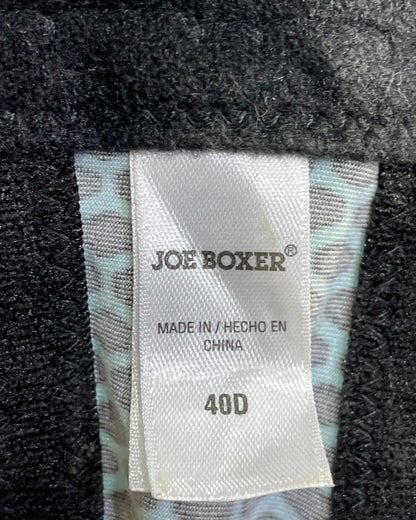 JOE BOXER®
MADE IN / HECHO EN
CHINA
40D